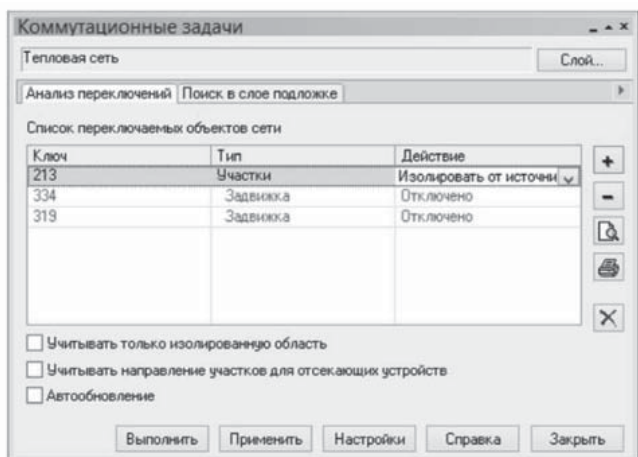 Коммутационные задачи
Тепловая сеть Слой...
Анализ переключений Поиск в слое подложке
Список переключаемых объектов сети
Ключ Тип Действие
213 Участки Изолировать от источни
334 Задвижка Отключено
319 Задвижка Отключено
Учитывать только изолированную область
Учитывать направление участков для отсекающих устройств
Автообновление
Выполнить Применить Настройки Справка Закрыть